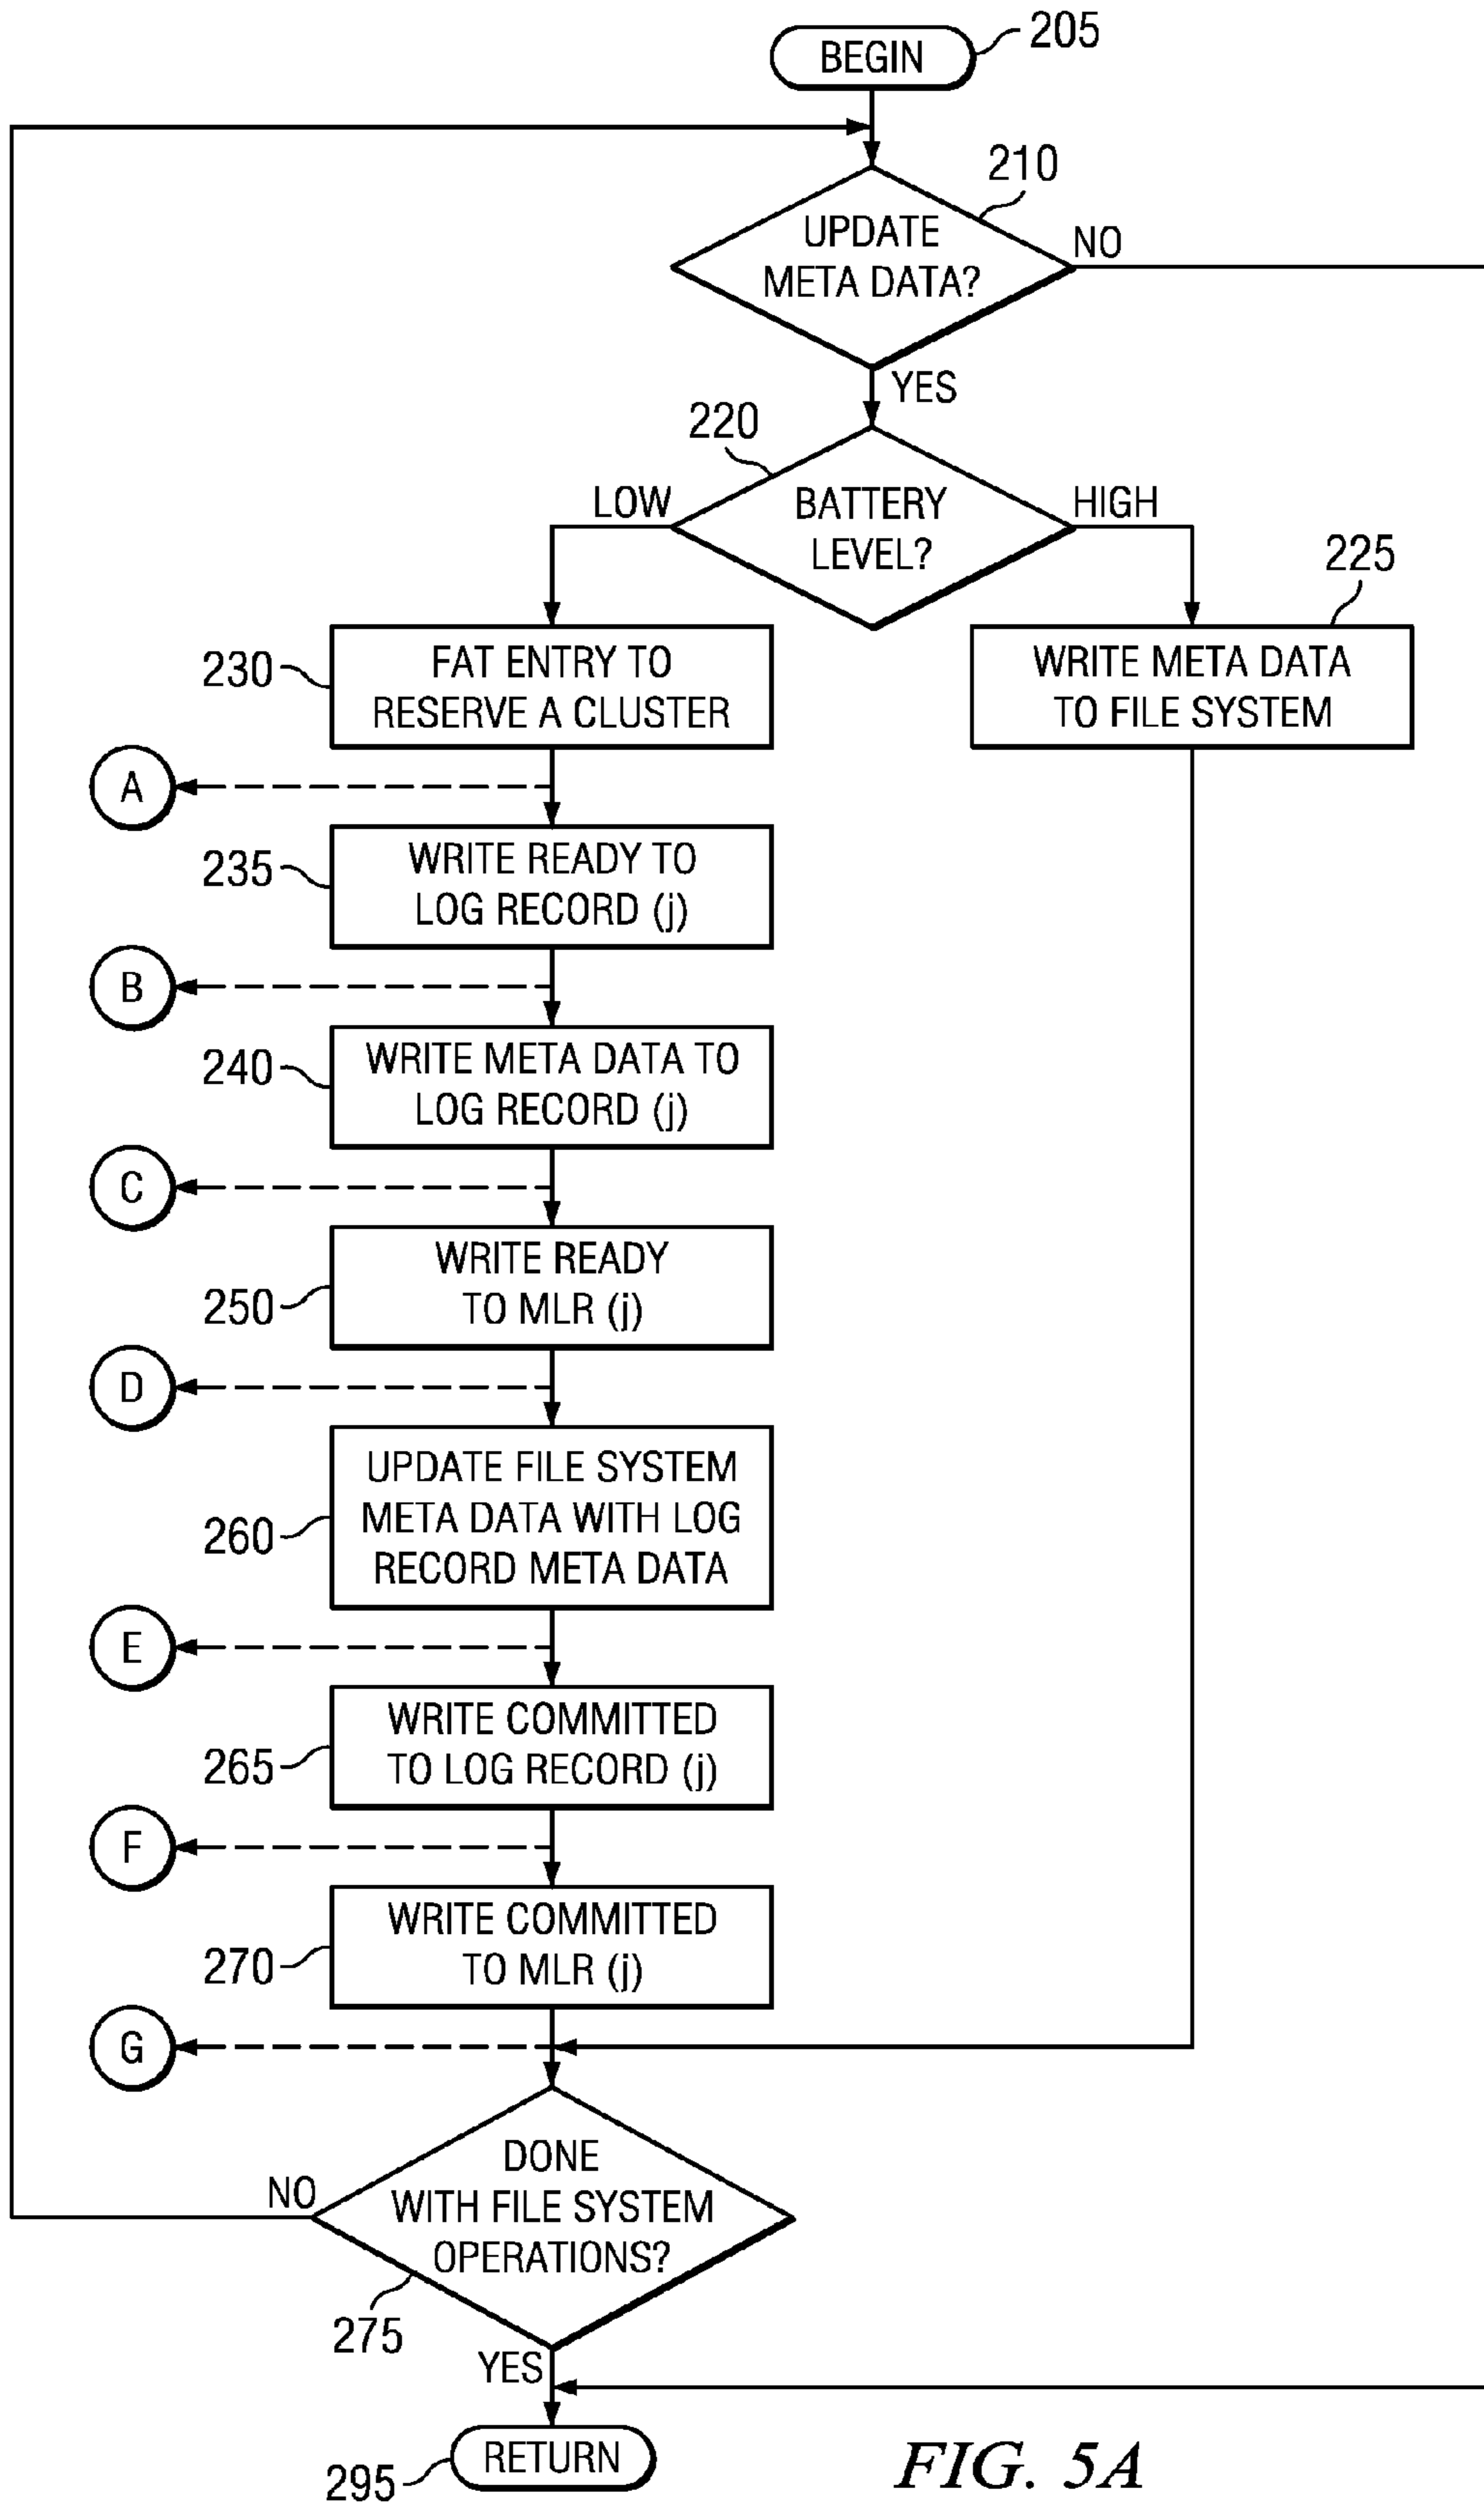 BEGIN
205
210
UPDATE
META DATA?
NO
YES
220
LOW
BATTERY
LEVEL?
HIGH
225
230
FAT ENTRY TO
RESERVE A CLUSTER
WRITE META DATA
TO FILE SYSTEM
A
235
WRITE READY TO
LOG RECORD (j)
B
240
WRITE META DATA TO
LOG RECORD (j)
C
250
WRITE READY
TO MLR (j)
D
260
UPDATE FILE SYSTEM
META DATA WITH LOG
RECORD META DATA
E
265
WRITE COMMITTED
TO LOG RECORD (j)
F
270
WRITE COMMITTED
TO MLR (j)
G
NO
DONE
WITH FILE SYSTEM
OPERATIONS?
275
YES
295
RETURN
FIG. 5A